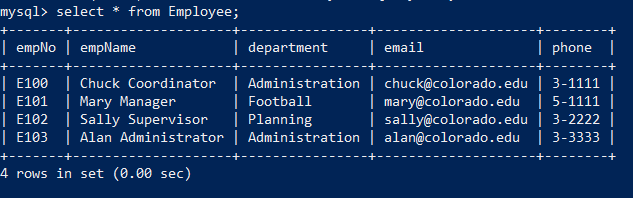 mysql> select * from Employee;
+-------+--------------------+----------------+--------------------+--------+
| empNo | empName            | department     | email              | phone  |
+-------+--------------------+----------------+--------------------+--------+
| E100  | Chuck Coordinator  | Administration | chuck@colorado.edu | 3-1111 |
| E101  | Mary Manager       | Football       | mary@colorado.edu  | 5-1111 |
| E102  | Sally Supervisor   | Planning       | sally@colorado.edu | 3-2222 |
| E103  | Alan Administrator | Administration | alan@colorado.edu  | 3-3333 |
+-------+--------------------+----------------+--------------------+--------+
4 rows in set (0.00 sec)